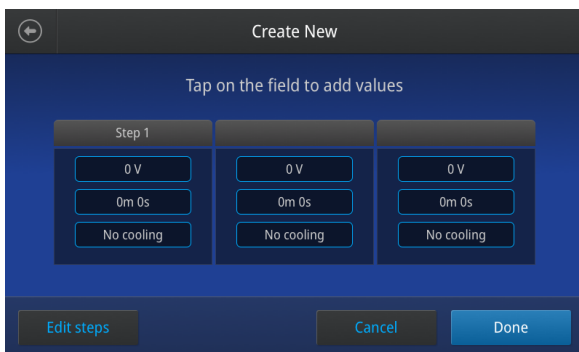 Create New
Tap on the field to add values
Step 1
0 V 0 V 0 V
0m 0s 0m 0s 0m 0s
No cooling No cooling No cooling
Edit steps Cancel Done